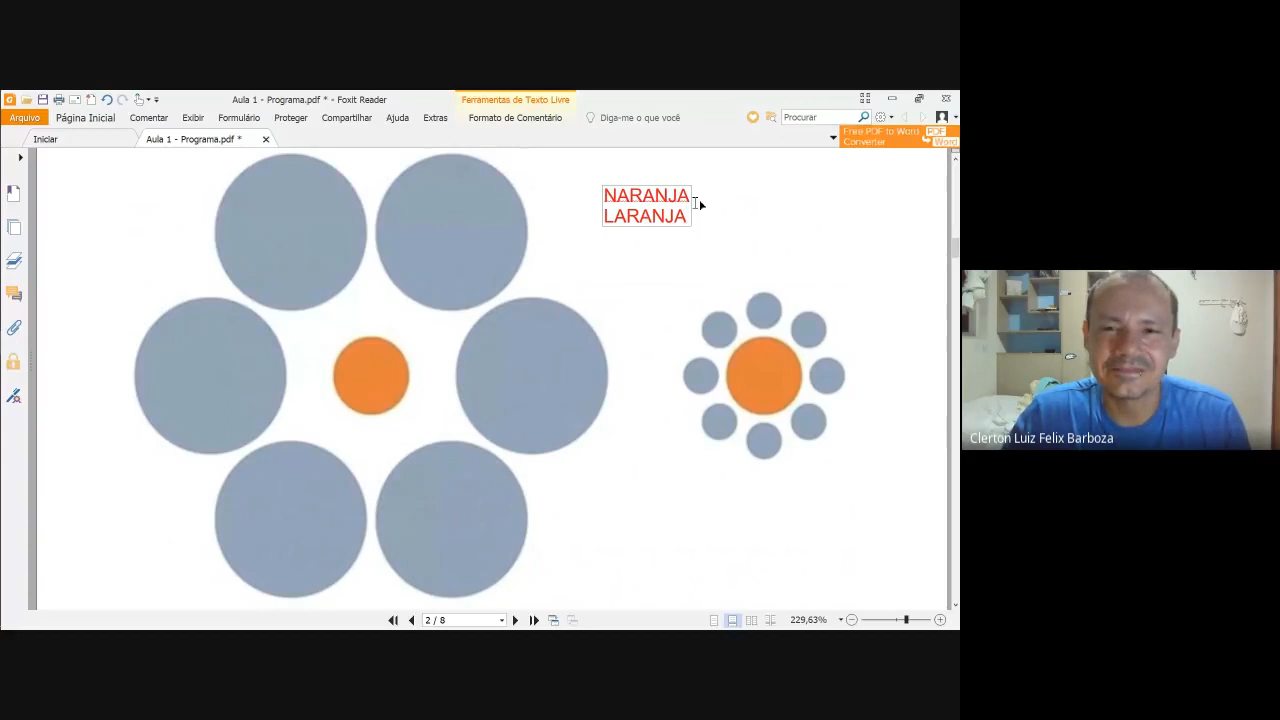 Aula 1 - Programa.pdf * - Foxit Reader
Ferramentas de Texto Livre
Arquivo
Página Inicial
Comentar
Exibir
Formulário
Proteger
Compartilhar
Ajuda
Extras
Formato de Comentário
Diga-me o que você
Procurar
Iniciar
Aula 1 - Programa.pdf *
Free PDF to Word
Converter
PDF
Word
NARANJA
LARANJA
Clerton Luiz Felix Barboza
2 / 8
229,63%